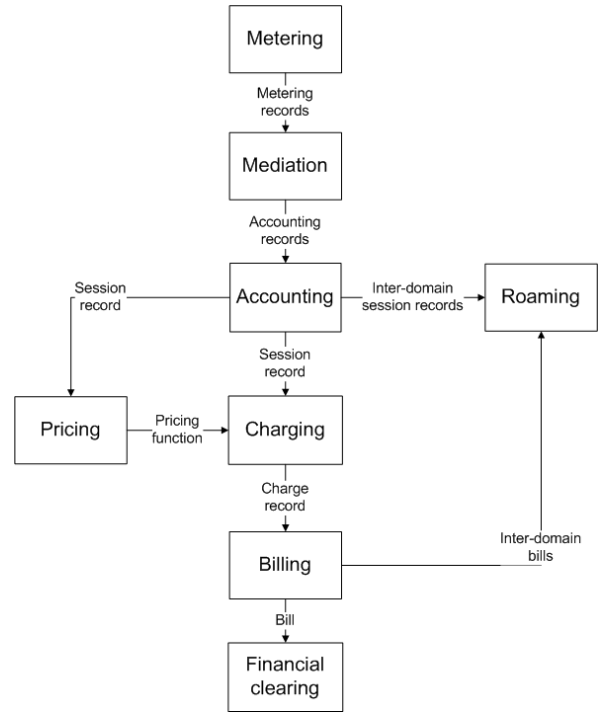 Metering
Metering
records
Mediation
Accounting
records
Session
record
Accounting
Inter-domain
session records
Roaming
Session
record
Pricing
Pricing
function
Charging
Charge
record
Billing
Inter-domain
bills
Bill
Financial
clearing